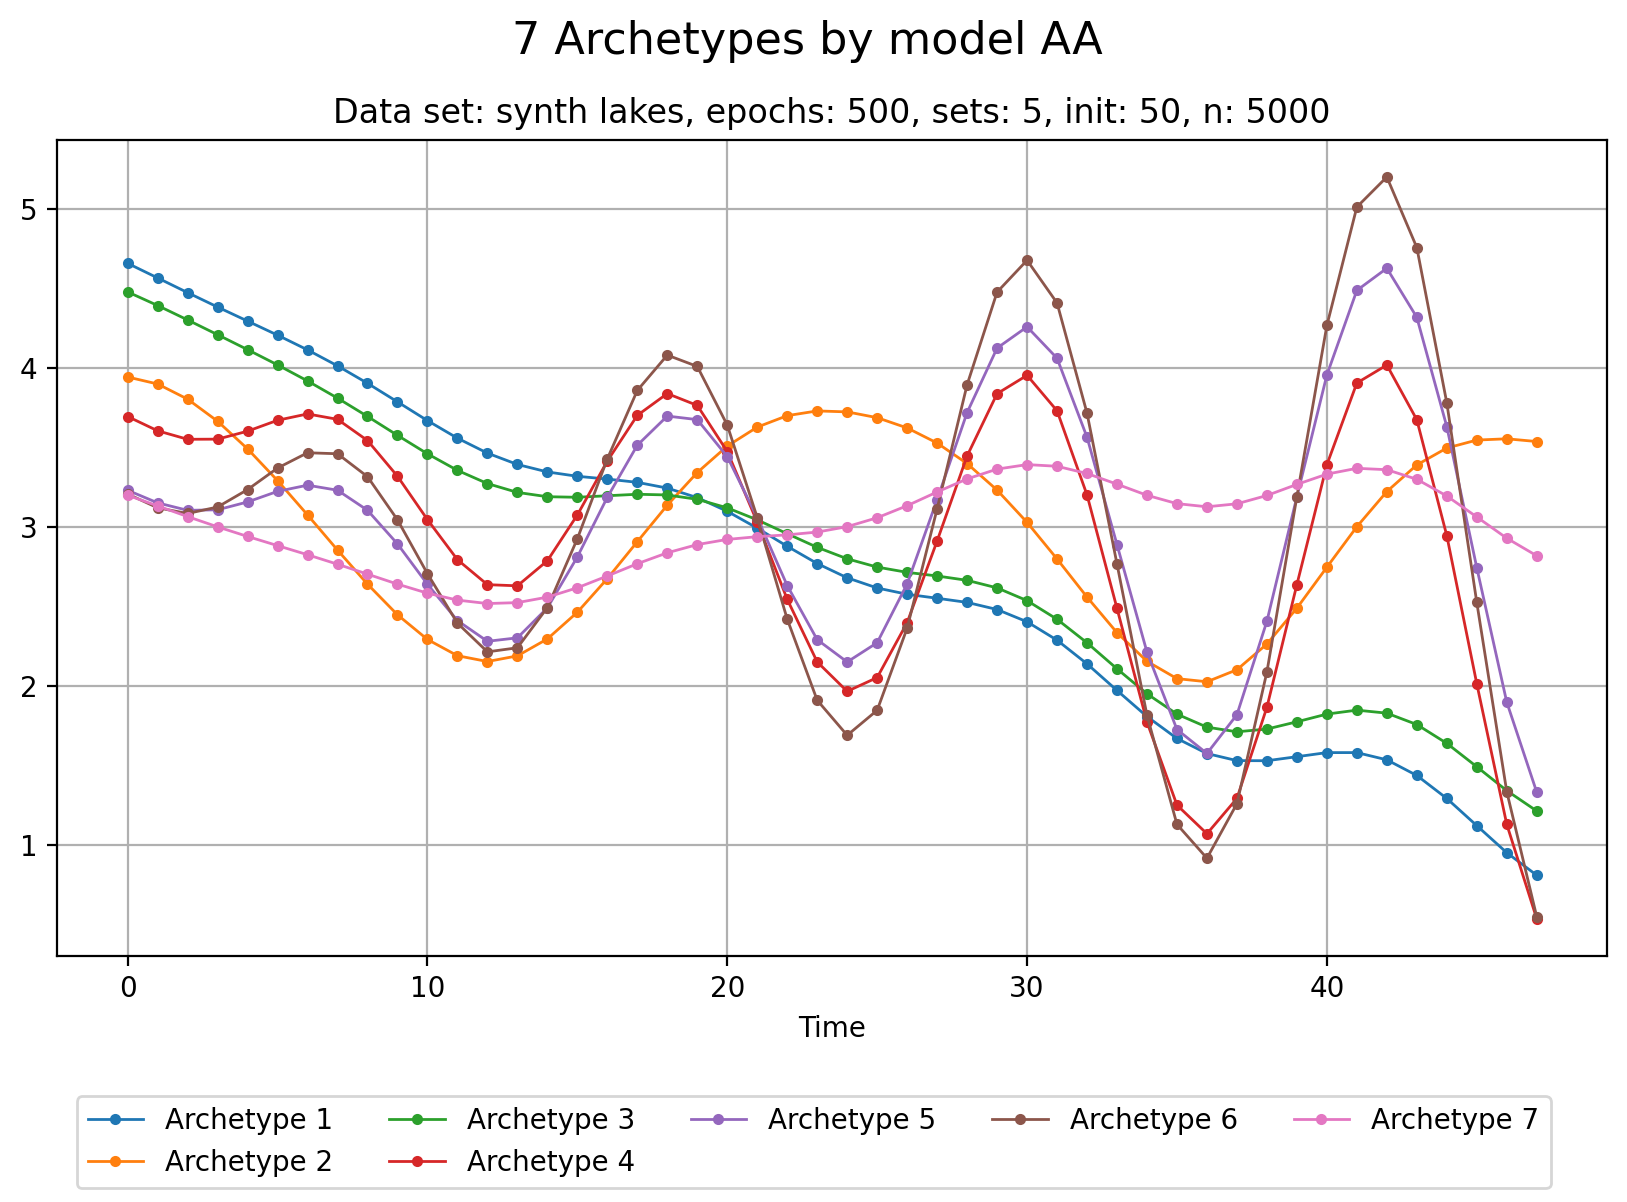 7 Archetypes by model AA
Data set: synth lakes, epochs: 500, sets: 5, init: 50, n: 5000
5
4
3
2
1
0 10 20 30 40
Time
Archetype 1 Archetype 3 Archetype 5 Archetype 6 Archetype 7
Archetype 2 Archetype 4